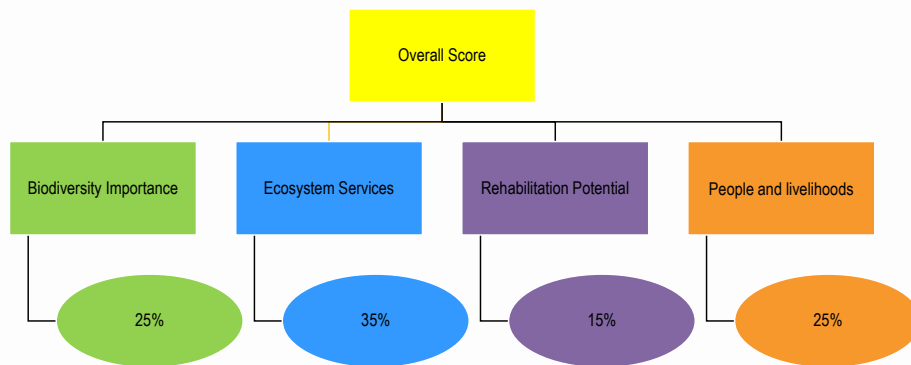 Overall Score
Biodiversity Importance
Ecosystem Services
Rehabilitation Potential
People and livelihoods
25%
35%
15%
25%